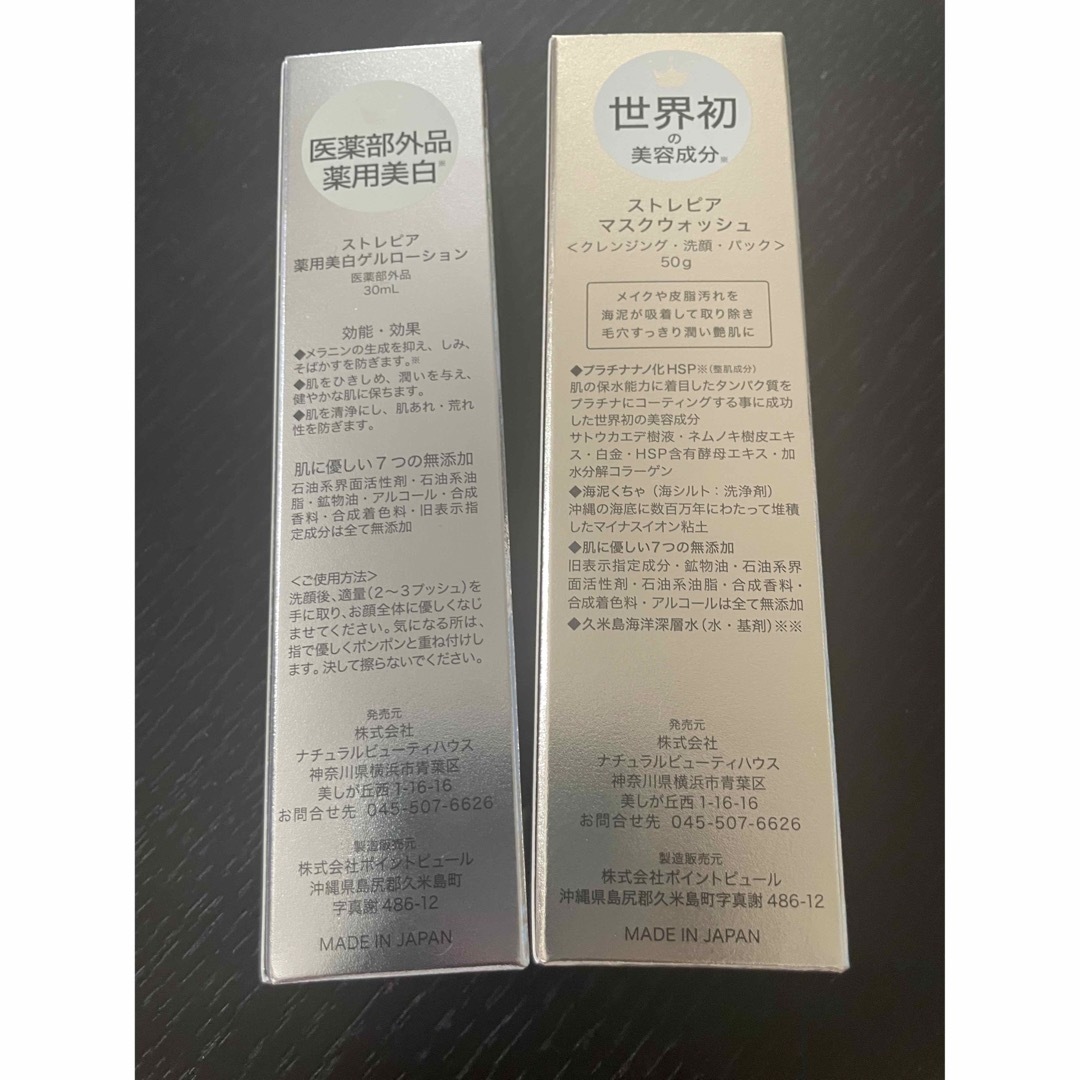 医薬部外品
薬用美白※
ストレピア
薬用美白ゲルローション
医薬部外品
30mL
効能・効果
◆メラニンの生成を抑え、しみ、
そばかすを防ぎます。※
◆肌をひきしめ、潤いを与え、
健やかな肌に保ちます。
◆肌を清浄にし、肌あれ・荒れ
性を防ぎます。
肌に優しい7つの無添加
石油系界面活性剤・石油系油
脂・鉱物油・アルコール・合成
香料・合成着色料・旧表示指
定成分は全て無添加
＜ご使用方法＞
洗顔後、適量(2〜3プッシュ)を
手に取り、お顔全体に優しくなじ
ませてください。気になる所は、
指で優しくポンポンと重ね付けし
ます。決して擦らないでください。
発売元
株式会社
ナチュラルビューティハウス
神奈川県横浜市青葉区
美しが丘西 1-16-16
お問合せ先 045-507-6626
製造販売元
株式会社ポイントピュール
沖縄県島尻郡久米島町
字真謝 486-12
MADE IN JAPAN
世界初
の
美容成分※
ストレピア
マスクウォッシュ
＜クレンジング・洗顔・パック＞
50g
メイクや皮脂汚れを
海泥が吸着して取り除き
毛穴すっきり潤い艶肌に
◆プラチナナノ化HSP※(整肌成分)
肌の保水能力に着目したタンパク質を
プラチナにコーティングする事に成功
した世界初の美容成分
サトウカエデ樹液・ネムノキ樹皮エキ
ス・白金・HSP含有酵母エキス・加
水分解コラーゲン
◆海泥くちゃ（海シルト：洗浄剤）
沖縄の海底に数百万年にわたって堆積
したマイナスイオン粘土
◆肌に優しい7つの無添加
旧表示指定成分・鉱物油・石油系界
面活性剤・石油系油脂・合成香料・
合成着色料・アルコールは全て無添加
◆久米島海洋深層水（水・基剤）※※
発売元
株式会社
ナチュラルビューティハウス
神奈川県横浜市青葉区
美しが丘西 1-16-16
お問合せ先 045-507-6626
製造販売元
株式会社ポイントピュール
沖縄県島尻郡久米島町字真謝 486-12
MADE IN JAPAN